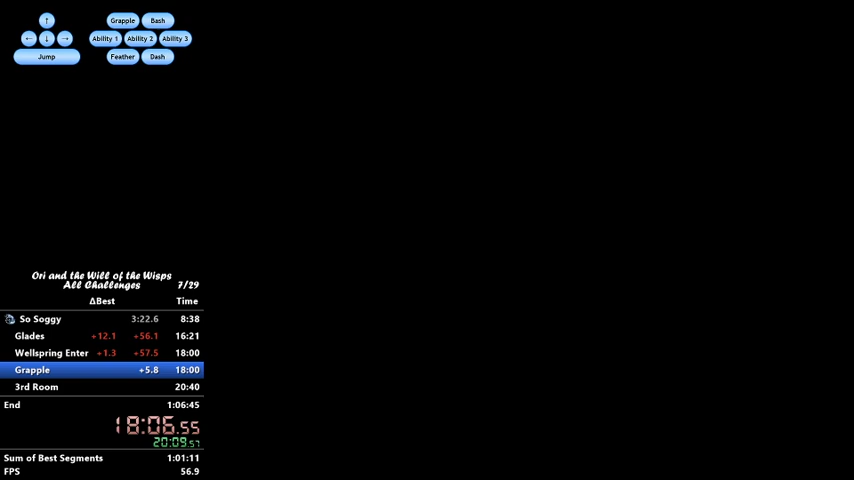 ↑
Grapple Bash
← ↓ →
Ability 1 Ability 2 Ability 3
Jump
Feather Dash
Ori and the Will of the Wisps
All Challenges 7/29
ΔBest Time
So Soggy 3:22.6 8:38
Glades +12.1 +56.1 16:21
Wellspring Enter +1.3 +57.5 18:00
Grapple +5.8 18:00
3rd Room 20:40
End 1:06:45
18:06.55
20:09.57
Sum of Best Segments 1:01:11
FPS 56.9